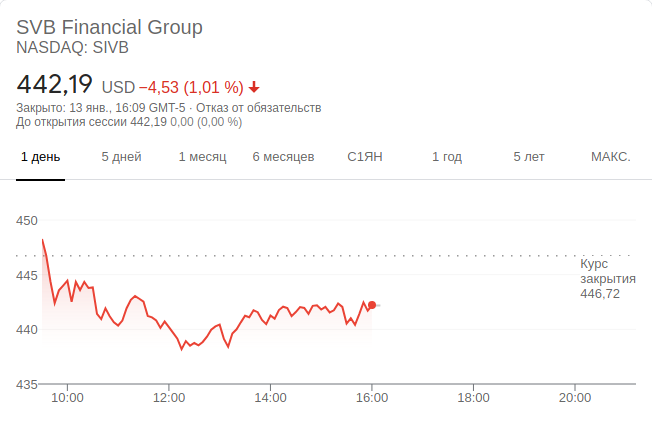 SVB Financial Group
NASDAQ: SIVB
442,19 USD −4,53 (1,01 %)
Закрыто: 13 янв., 16:09 GMT-5 · Отказ от обязательств
До открытия сессии 442,19 0,00 (0,00 %)
1 день 5 дней 1 месяц 6 месяцев С1ЯН 1 год 5 лет МАКС.
450
Курс
закрытия
446,72
445
440
435
10:00 12:00 14:00 16:00 18:00 20:00